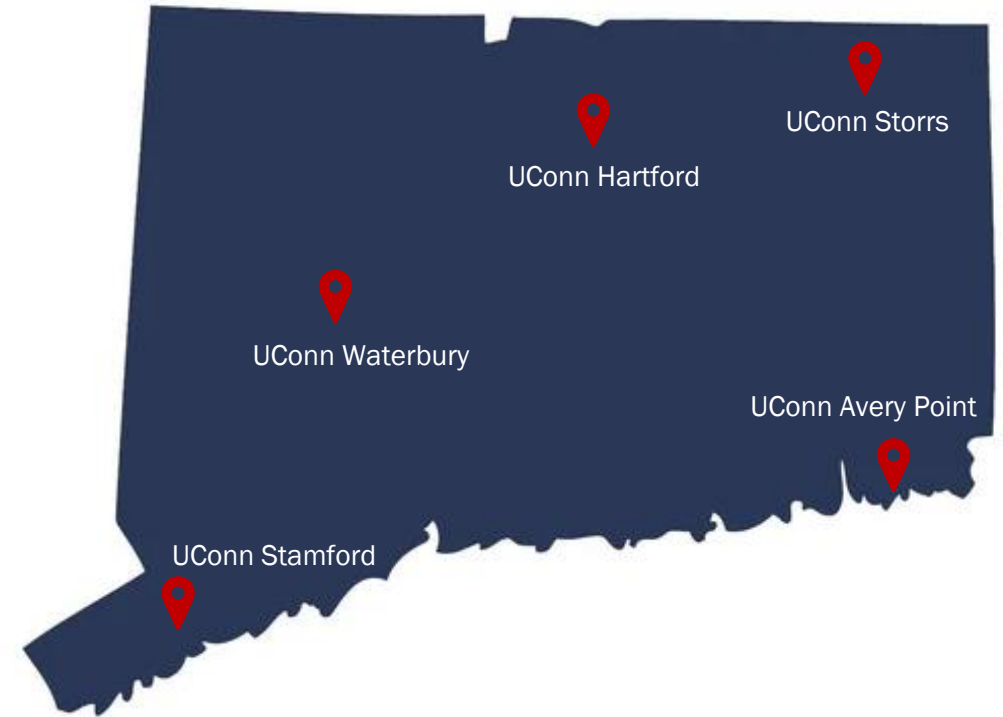 UConn Storrs
UConn Hartford
UConn Waterbury
UConn Avery Point
UConn Stamford